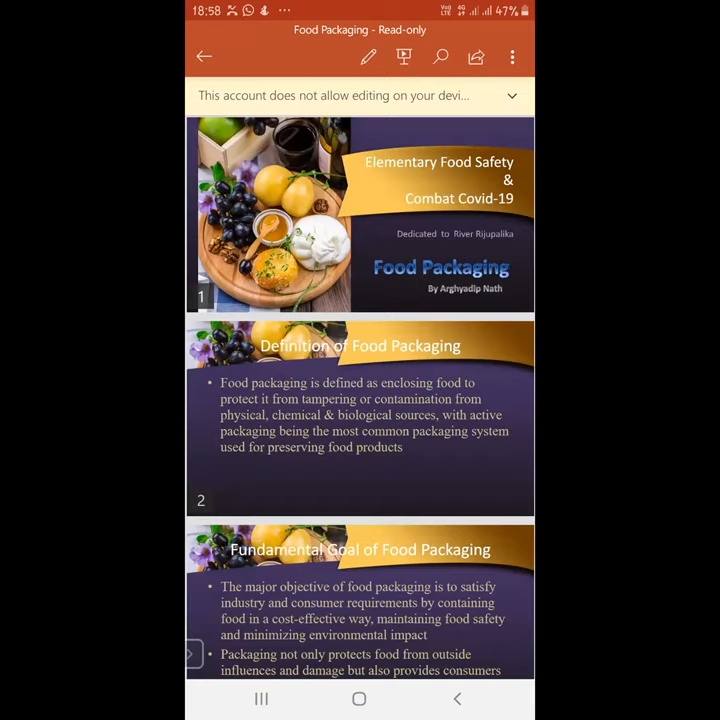 18:58
VoJ) LTE 4G 47%
Food Packaging - Read-only
This account does not allow editing on your devi...
Elementary Food Safety
&
Combat Covid-19
Dedicated to River Rijupalika
Food Packaging
By Arghyadip Nath
1
Definition of Food Packaging
• Food packaging is defined as enclosing food to
protect it from tampering or contamination from
physical, chemical & biological sources, with active
packaging being the most common packaging system
used for preserving food products
2
Fundamental Goal of Food Packaging
• The major objective of food packaging is to satisfy
industry and consumer requirements by containing
food in a cost-effective way, maintaining food safety
and minimizing environmental impact
• Packaging not only protects food from outside
influences and damage but also provides consumers